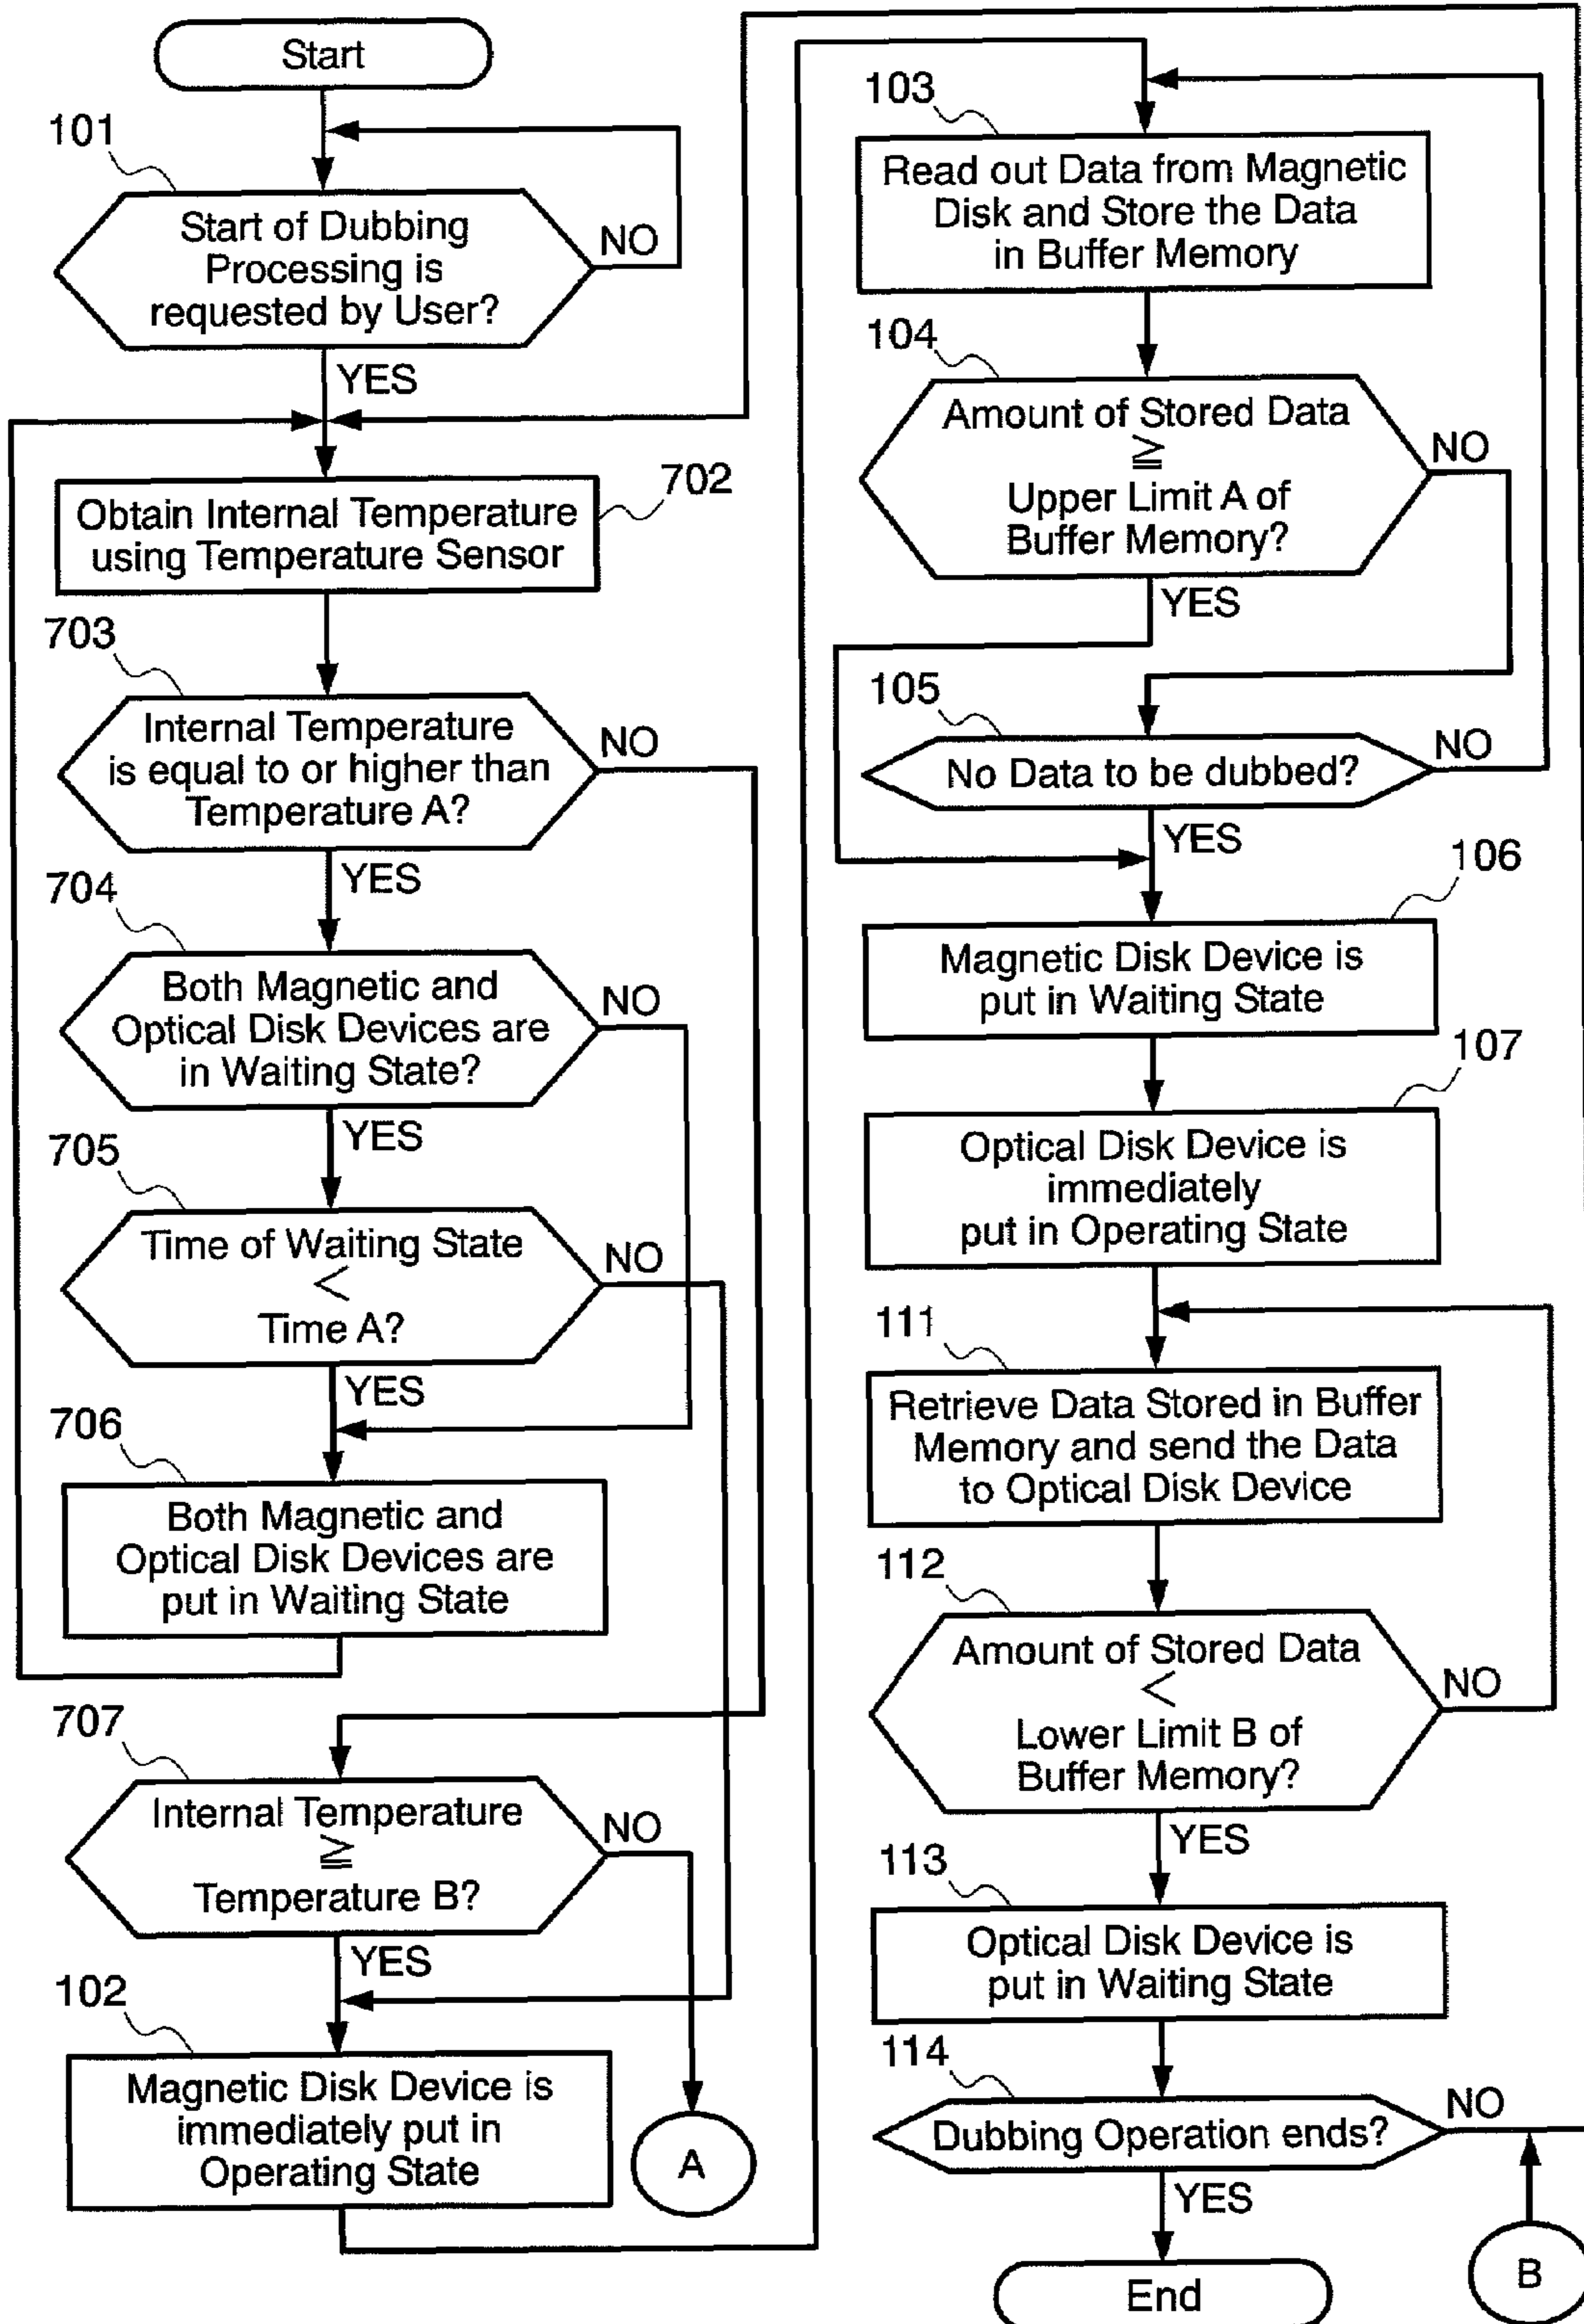 Start
101
Start of Dubbing
Processing is
requested by User?
NO
YES
702
Obtain Internal Temperature
using Temperature Sensor
703
Internal Temperature
is equal to or higher than
Temperature A?
NO
YES
704
Both Magnetic and
Optical Disk Devices are
in Waiting State?
NO
YES
705
Time of Waiting State
<
Time A?
NO
YES
706
Both Magnetic and
Optical Disk Devices are
put in Waiting State
707
Internal Temperature
≧
Temperature B?
NO
YES
102
Magnetic Disk Device is
immediately put in
Operating State
A
103
Read out Data from Magnetic
Disk and Store the Data
in Buffer Memory
104
Amount of Stored Data
≧
Upper Limit A of
Buffer Memory?
NO
YES
105
No Data to be dubbed?
NO
YES
106
Magnetic Disk Device is
put in Waiting State
107
Optical Disk Device is
immediately
put in Operating State
111
Retrieve Data Stored in Buffer
Memory and send the Data
to Optical Disk Device
112
Amount of Stored Data
<
Lower Limit B of
Buffer Memory?
NO
YES
113
Optical Disk Device is
put in Waiting State
114
Dubbing Operation ends?
NO
YES
B
End